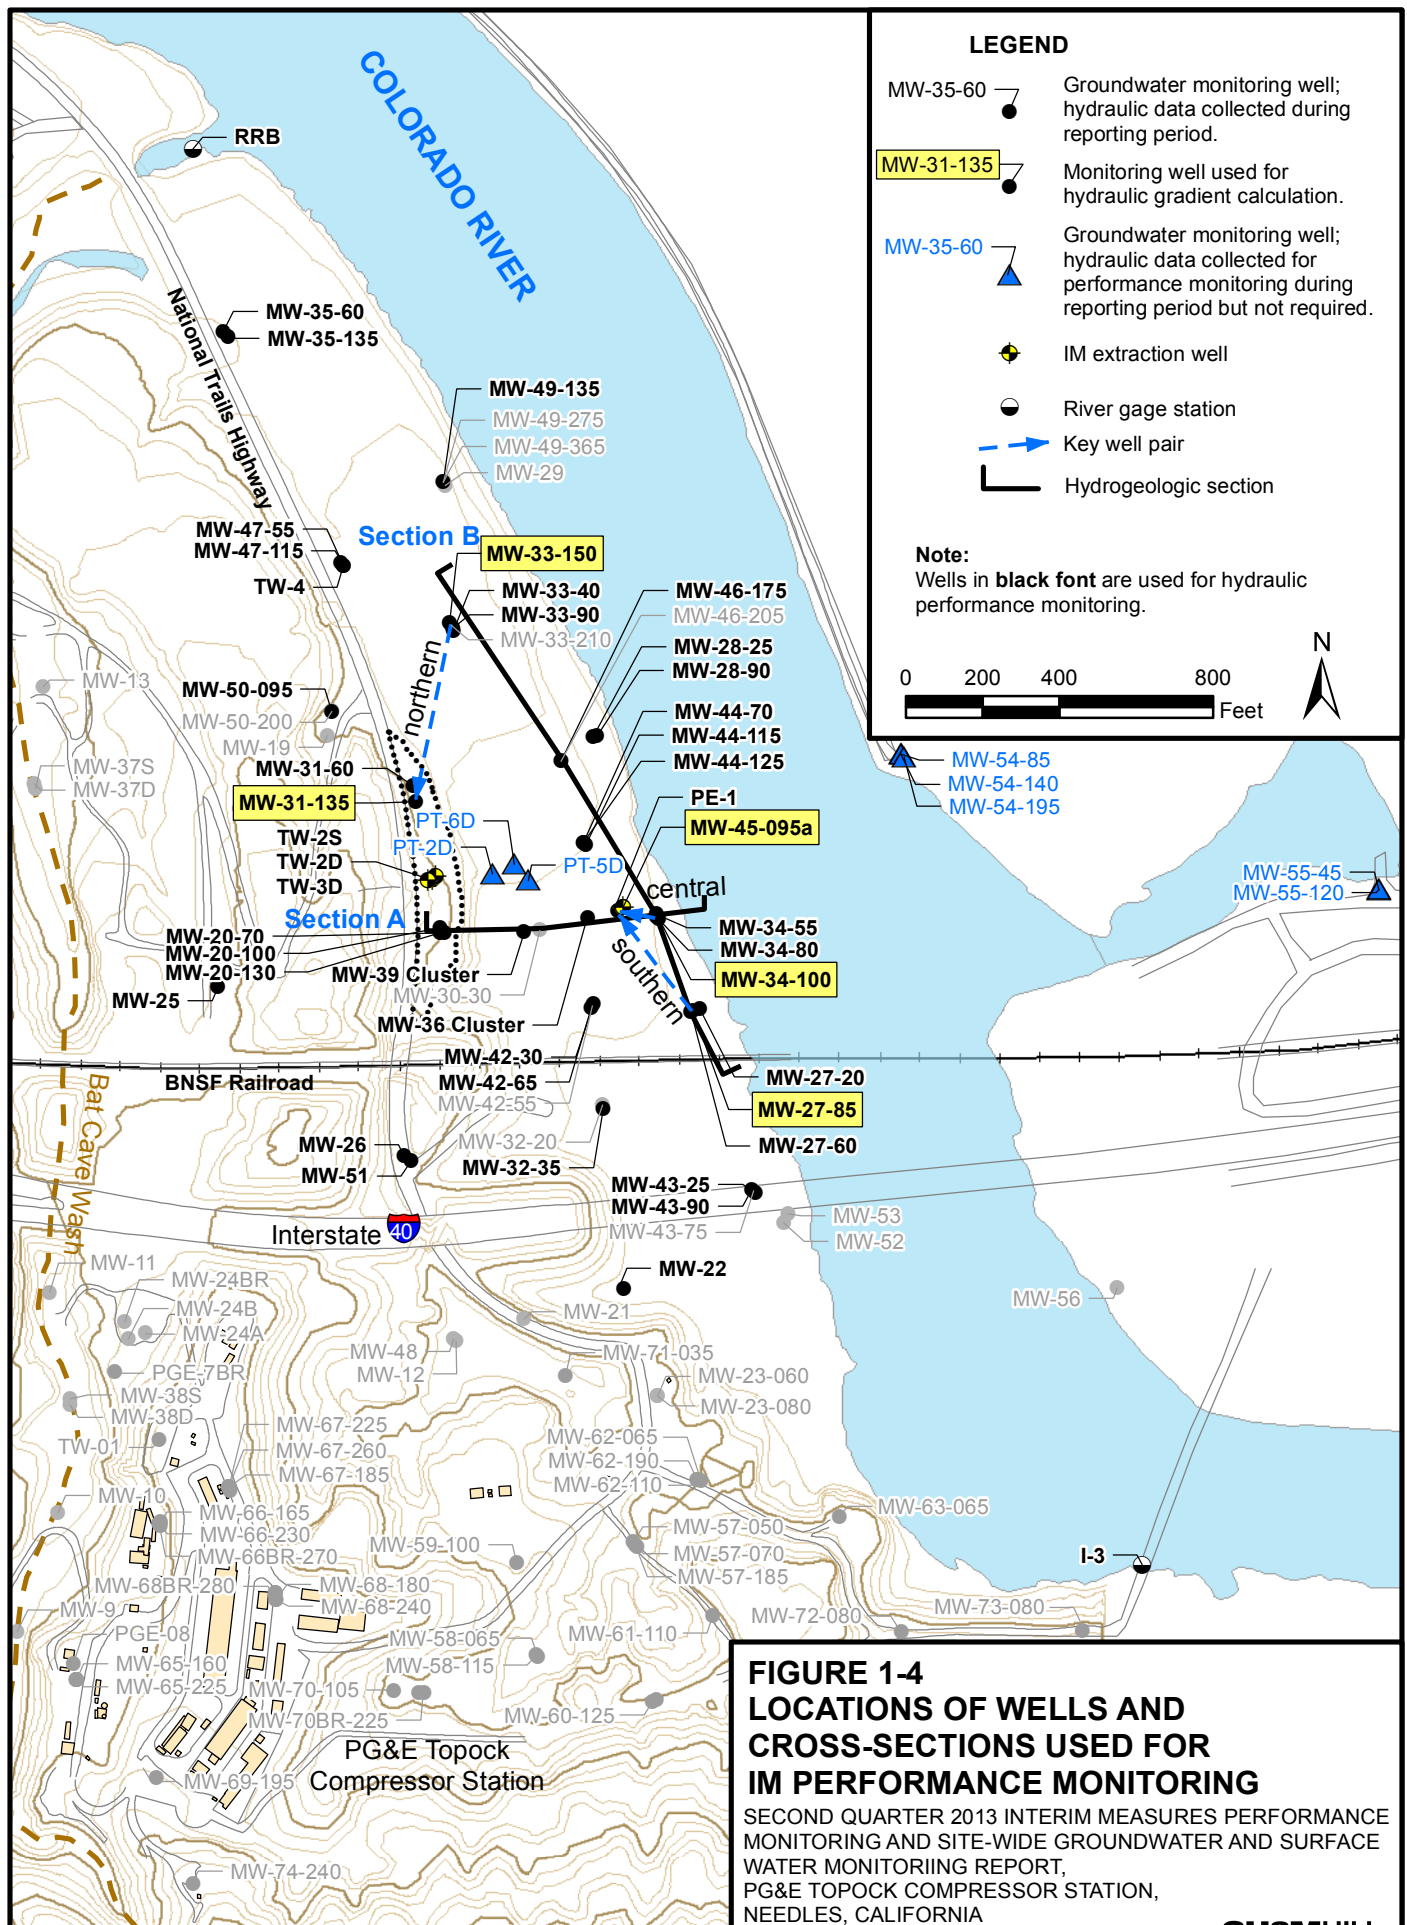 LEGEND
MW-35-60
Groundwater monitoring well;
hydraulic data collected during
reporting period.
MW-31-135
Monitoring well used for
hydraulic gradient calculation.
MW-35-60
Groundwater monitoring well;
hydraulic data collected for
performance monitoring during
reporting period but not required.
IM extraction well
River gage station
Key well pair
Hydrogeologic section
Note:
Wells in black font are used for hydraulic
performance monitoring.
N
0 200 400 800
Feet
COLORADO RIVER
RRB
National Trails Highway
MW-35-60
MW-35-135
MW-49-135
MW-49-275
MW-49-365
MW-29
MW-47-55
MW-47-115
TW-4
Section B
MW-33-150
MW-33-40
MW-33-90
MW-33-210
northern
MW-46-175
MW-46-205
MW-28-25
MW-28-90
MW-44-70
MW-44-115
MW-44-125
MW-13
MW-50-095
MW-50-200
MW-19
MW-37S
MW-37D
MW-31-60
MW-31-135
PE-1
MW-45-095a
MW-54-85
MW-54-140
MW-54-195
PT-6D
PT-2D
PT-5D
TW-2S
TW-2D
TW-3D
MW-55-45
MW-55-120
central
Section A
MW-20-70
MW-20-100
MW-20-130
MW-25
MW-39 Cluster
MW-30-30
MW-36 Cluster
southern
MW-34-55
MW-34-80
MW-34-100
MW-42-30
MW-42-65
MW-42-55
BNSF Railroad
Bat Cave Wash
MW-27-20
MW-27-85
MW-27-60
MW-26
MW-51
MW-32-20
MW-32-35
MW-43-25
MW-43-90
MW-43-75
MW-53
MW-52
Interstate 40
MW-22
MW-11
MW-24BR
MW-24B
MW-24A
MW-21
MW-56
MW-48
MW-12
MW-71-035
MW-23-060
MW-23-080
PGE-7BR
MW-38S
MW-38D
TW-01
MW-67-225
MW-67-260
MW-67-185
MW-62-065
MW-62-190
MW-62-110
MW-10
MW-66-165
MW-66-230
MW-66BR-270
MW-59-100
MW-63-065
MW-57-050
MW-57-070
MW-57-185
I-3
MW-68BR-280
MW-68-180
MW-68-240
MW-9
PGE-08
MW-65-160
MW-65-225
MW-58-065
MW-58-115
MW-61-110
MW-72-080
MW-73-080
MW-70-105
MW-70BR-225
MW-60-125
PG&E Topock
Compressor Station
MW-69-195
MW-74-240
FIGURE 1-4
LOCATIONS OF WELLS AND
CROSS-SECTIONS USED FOR
IM PERFORMANCE MONITORING
SECOND QUARTER 2013 INTERIM MEASURES PERFORMANCE
MONITORING AND SITE-WIDE GROUNDWATER AND SURFACE
WATER MONITORIING REPORT,
PG&E TOPOCK COMPRESSOR STATION,
NEEDLES, CALIFORNIA